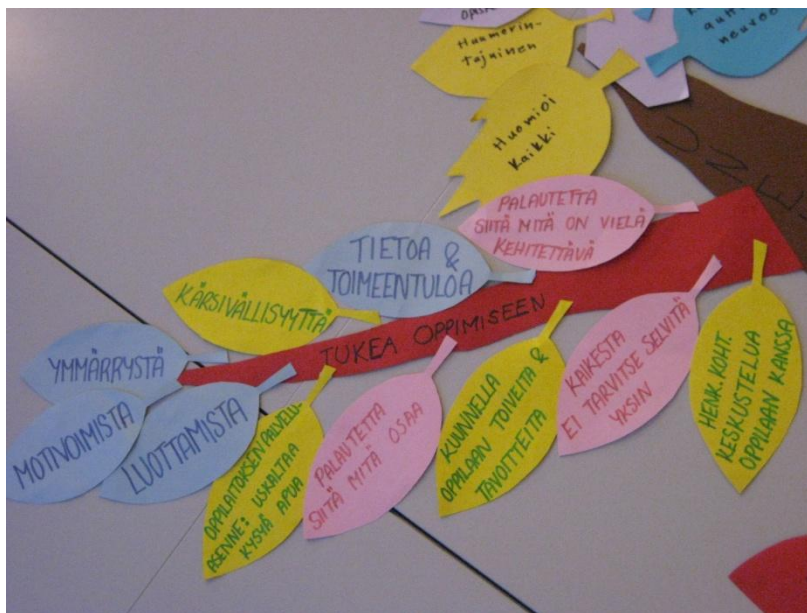 Huumorin-
tajuinen
Huomioi
Kaikki
PALAUTETTA
SIITÄ MITÄ ON VIELÄ
KEHITETTÄVÄ
TIETOA &
TOIMEENTULOA
KÄRSIVÄLLISYYTTÄ
TUKEA OPPIMISEEN
YMMÄRRYSTÄ
MOTIVOIMISTA
LUOTTAMISTA
OPPILAITOKSEN PALVELU-
ASENNE: USKALTAA
KYSYÄ APUA
PALAUTETTA
SIITÄ MITÄ OSAA
KUUNNELLA
OPPILAAN TOIVEITA &
TAVOITTEITA
KAIKESTA
EI TARVITSE SELVITÄ
YKSIN
HENK.KOHT.
KESKUSTELUA
OPPILAAN KANSSA